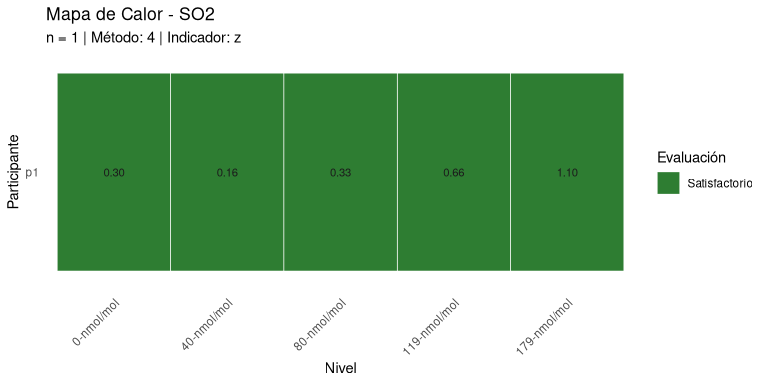 Mapa de Calor - SO2
n = 1 | Método: 4 | Indicador: z
Participante
p1
0.30 0.16 0.33 0.66 1.10
0-nmol/mol 40-nmol/mol 80-nmol/mol 119-nmol/mol 179-nmol/mol
Nivel
Evaluación
Satisfactorio